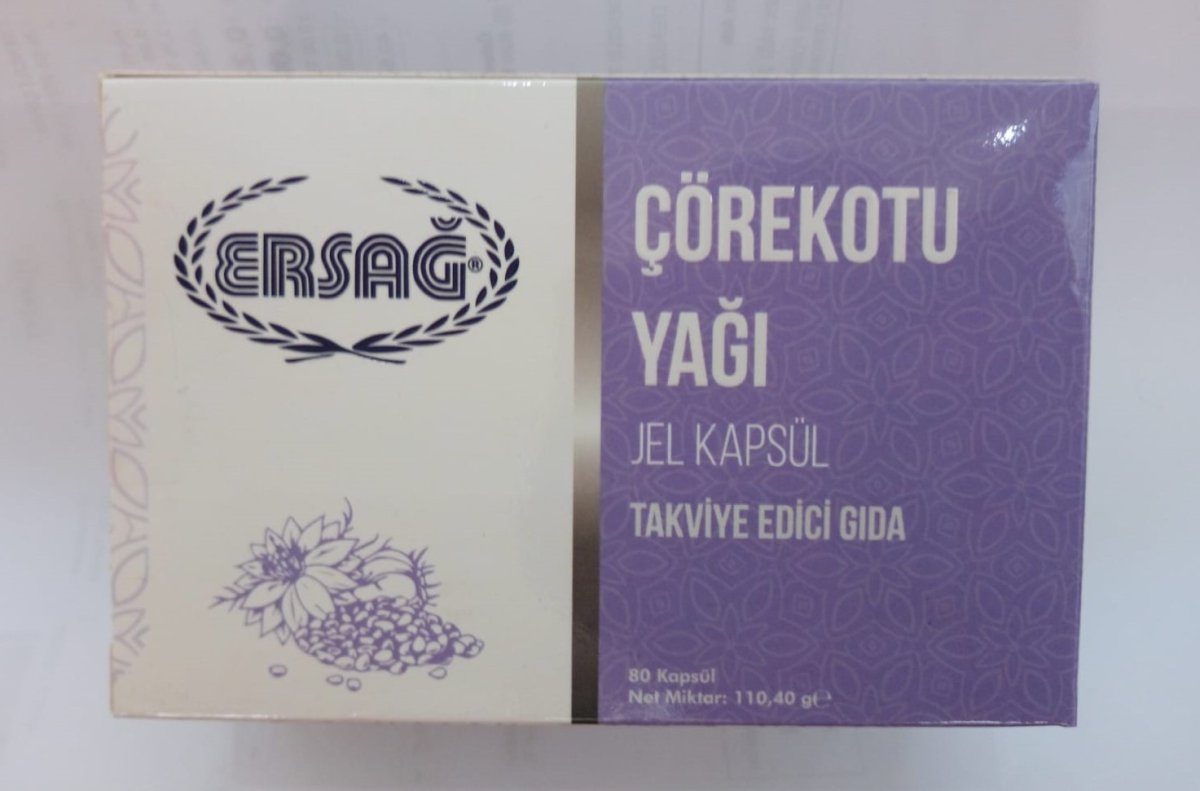 ERSAĞ®
ÇÖREKOTU
YAĞI
JEL KAPSÜL
TAKVİYE EDİCİ GIDA
80 Kapsül
Net Miktar: 110,40 g℮